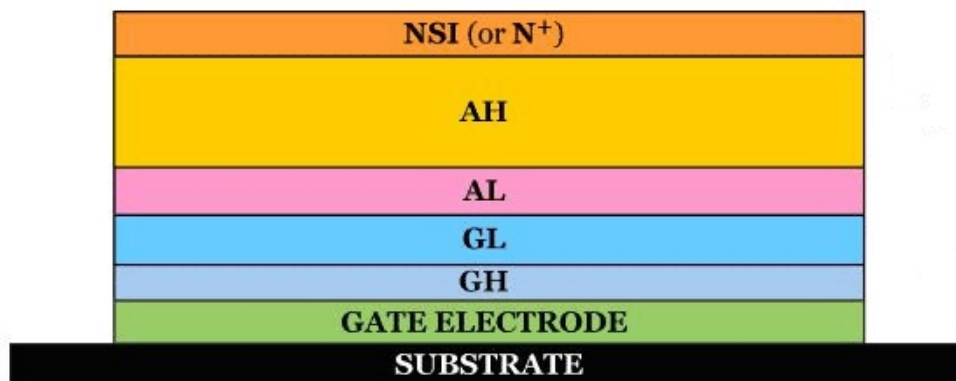 NSI (or N⁺)
AH
AL
GL
GH
GATE ELECTRODE
SUBSTRATE